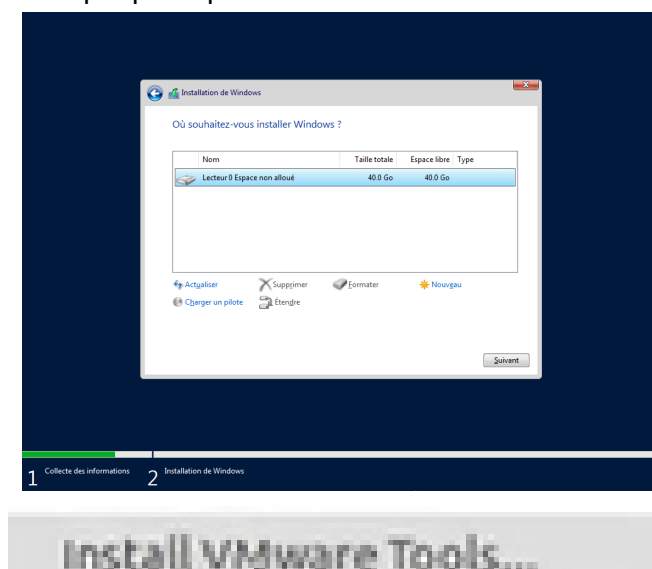 Installation de Windows
Où souhaitez-vous installer Windows ?
Nom Taille totale Espace libre Type
Lecteur 0 Espace non alloué 40.0 Go 40.0 Go
Actualiser Supprimer Formater Nouveau
Charger un pilote Étendre
Suivant
1 Collecte des informations 2 Installation de Windows
Install VMware Tools...